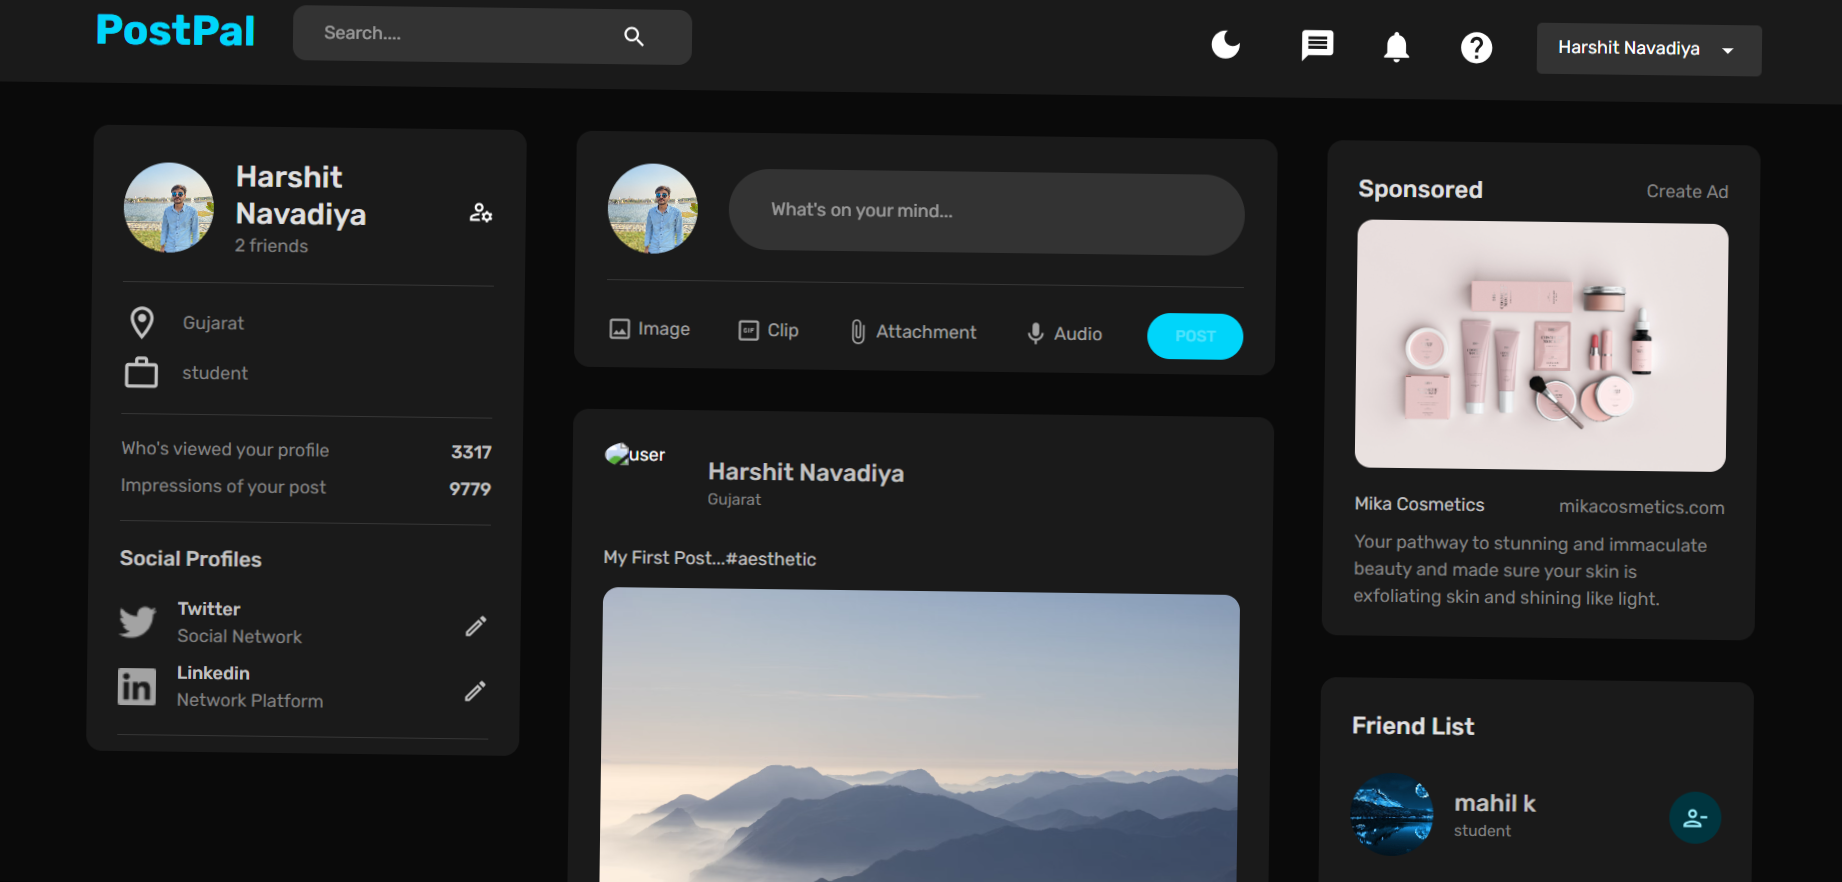 PostPal
Search....
Harshit Navadiya
Harshit
Navadiya
2 friends
Gujarat
student
Who's viewed your profile 3317
Impressions of your post 9779
Social Profiles
Twitter
Social Network
Linkedin
Network Platform
What's on your mind...
Image
GIF
Clip
Attachment
Audio
POST
user
Harshit Navadiya
Gujarat
My First Post...#aesthetic
Sponsored
Create Ad
Mika Cosmetics
mikacosmetics.com
Your pathway to stunning and immaculate
beauty and made sure your skin is
exfoliating skin and shining like light.
Friend List
mahil k
student